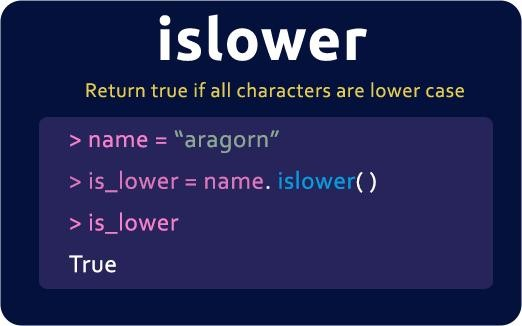 islower
Return true if all characters are lower case
> name = “aragorn”
> is_lower = name. islower( )
> is_lower
True